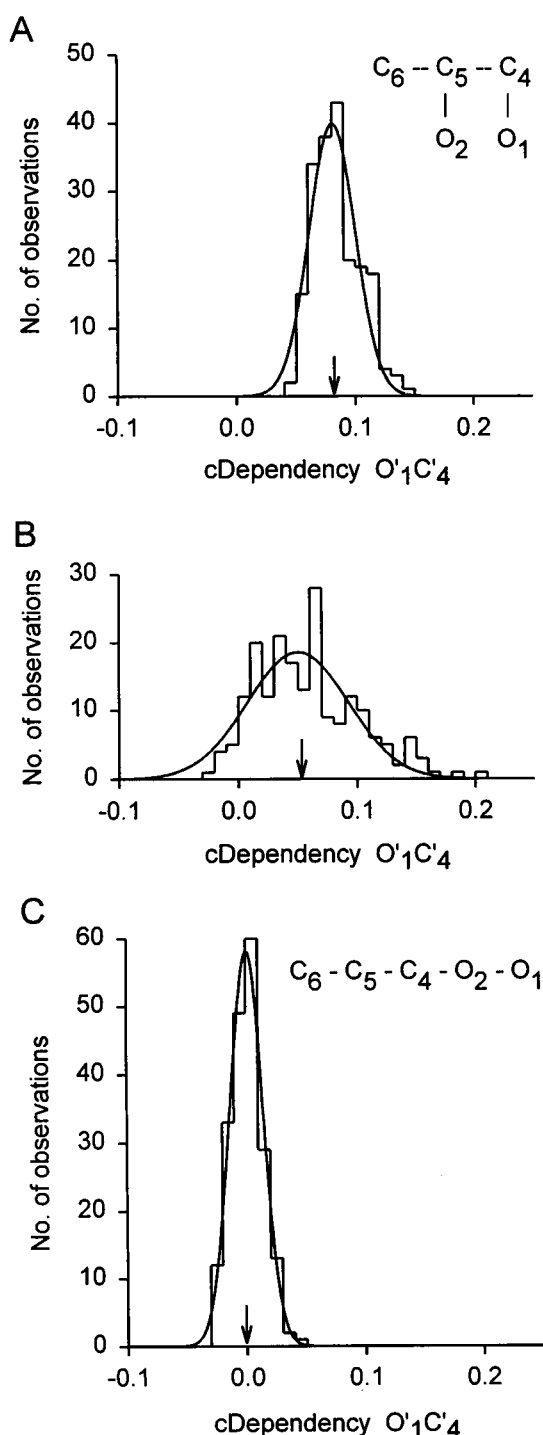 A
50
40
30
20
10
0
No. of observations
C₆ -- C₅ -- C₄
| |
O₂ O₁
-0.1 0.0 0.1 0.2
cDependency O'₁C'₄
B
30
20
10
0
No. of observations
-0.1 0.0 0.1 0.2
cDependency O'₁C'₄
C
60
50
40
30
20
10
0
No. of observations
C₆ - C₅ - C₄ - O₂ - O₁
-0.1 0.0 0.1 0.2
cDependency O'₁C'₄